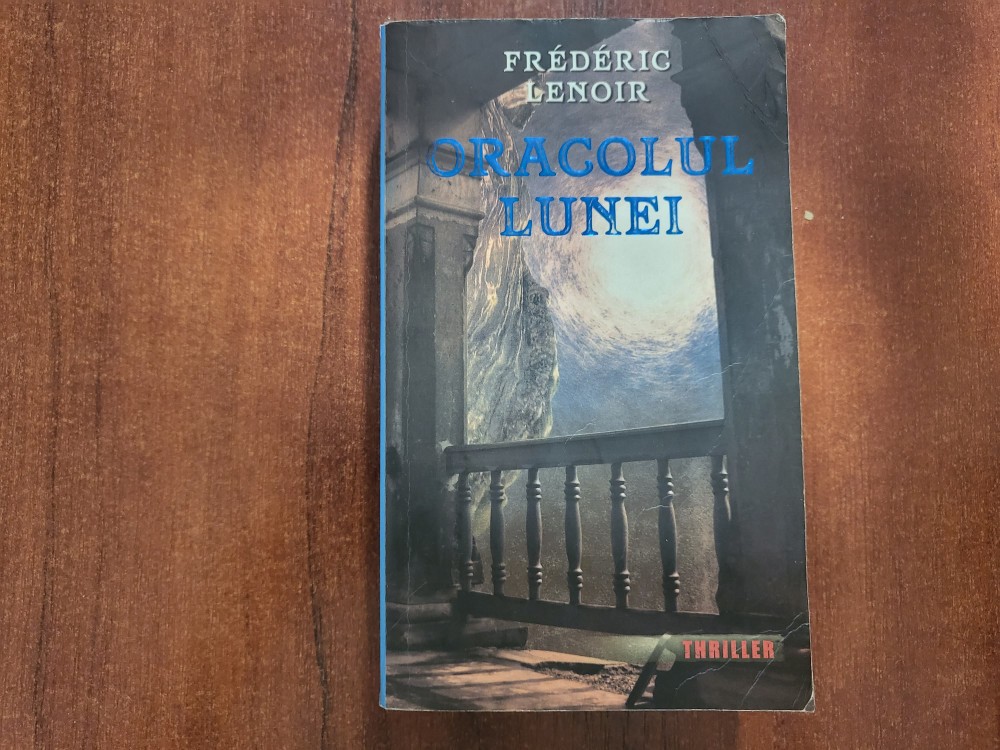 FRÉDÉRIC
LENOIR
ORACOLUL
LUNEI
THRILLER